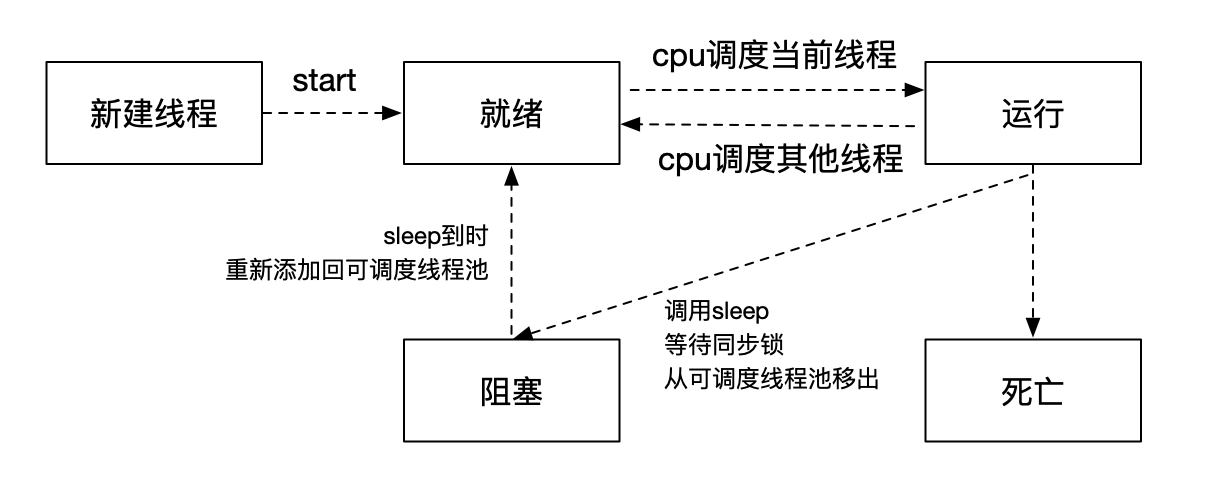 cpu调度当前线程
start
新建线程
就绪
运行
cpu调度其他线程
sleep到时
重新添加回可调度线程池
调用sleep
等待同步锁
从可调度线程池移出
阻塞
死亡